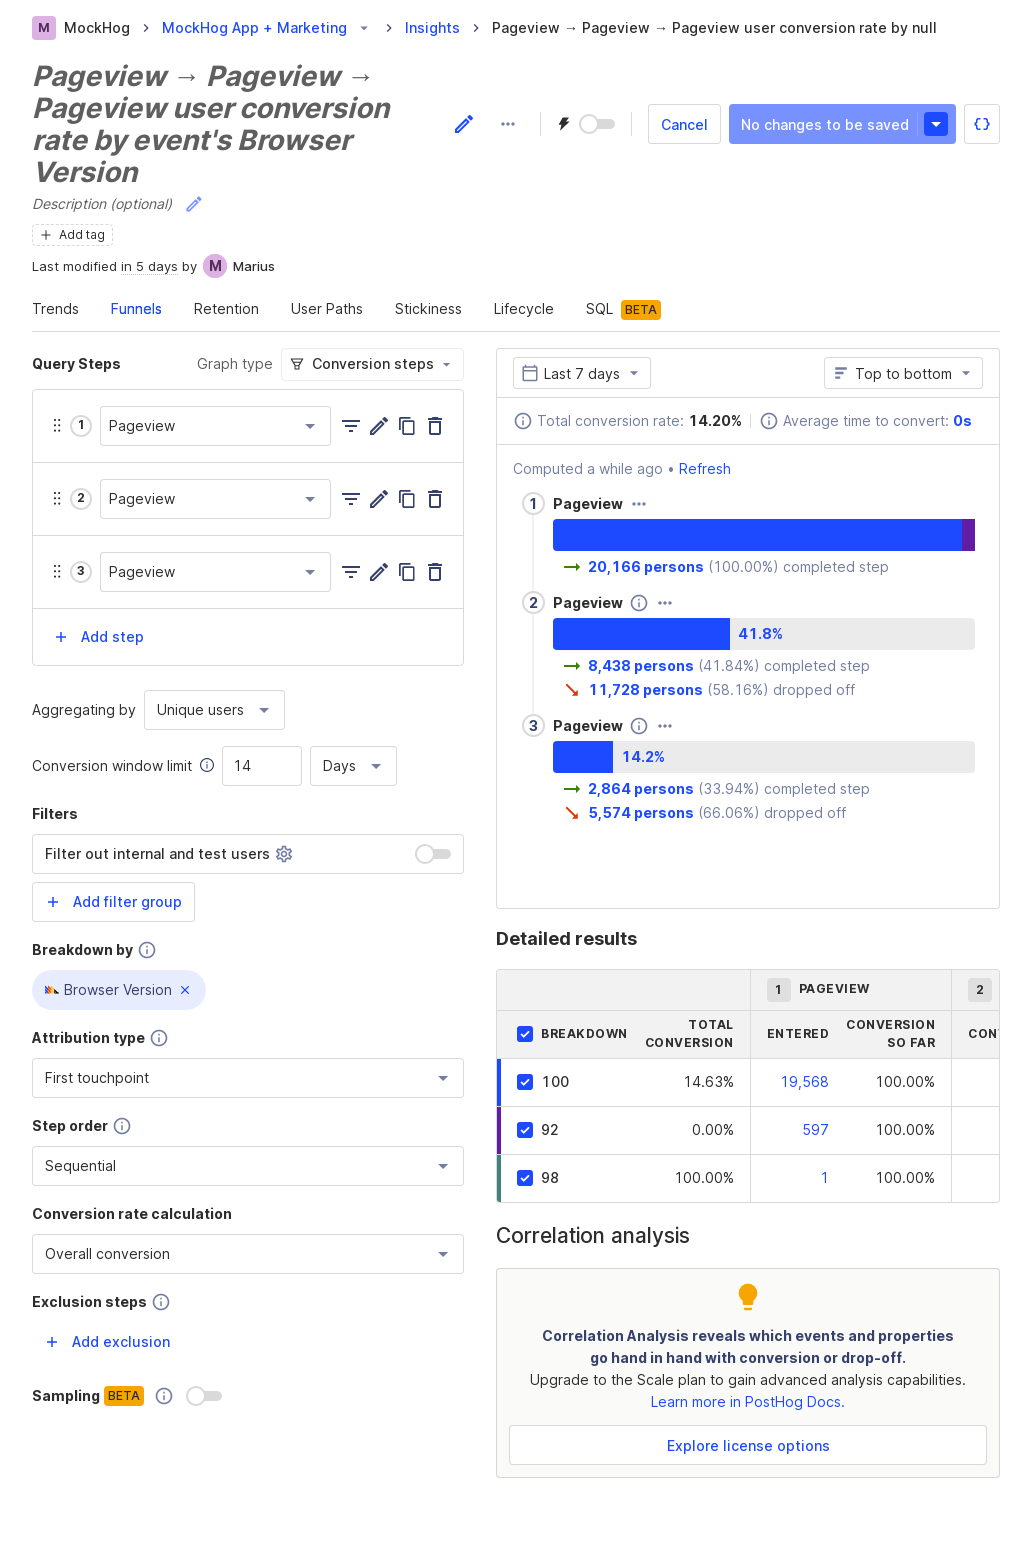 M MockHog > MockHog App + Marketing > Insights > Pageview → Pageview → Pageview user conversion rate by null
Pageview → Pageview →
Pageview user conversion
rate by event's Browser
Version
Cancel
No changes to be saved
Description (optional)
Add tag
Last modified in 5 days by M Marius
Trends Funnels Retention User Paths Stickiness Lifecycle SQL BETA
Query Steps Graph type Conversion steps
1 Pageview
2 Pageview
3 Pageview
Add step
Aggregating by Unique users
Conversion window limit 14 Days
Filters
Filter out internal and test users
Add filter group
Breakdown by
Browser Version
Attribution type
First touchpoint
Step order
Sequential
Conversion rate calculation
Overall conversion
Exclusion steps
Add exclusion
Sampling BETA
Last 7 days Top to bottom
Total conversion rate: 14.20% Average time to convert: 0s
Computed a while ago • Refresh
1 Pageview
20,166 persons (100.00%) completed step
2 Pageview
41.8%
8,438 persons (41.84%) completed step
11,728 persons (58.16%) dropped off
3 Pageview
14.2%
2,864 persons (33.94%) completed step
5,574 persons (66.06%) dropped off
Detailed results
1 PAGEVIEW 2
BREAKDOWN TOTAL CONVERSION ENTERED CONVERSION SO FAR
100 14.63% 19,568 100.00%
92 0.00% 597 100.00%
98 100.00% 1 100.00%
Correlation analysis
Correlation Analysis reveals which events and properties
go hand in hand with conversion or drop-off.
Upgrade to the Scale plan to gain advanced analysis capabilities.
Learn more in PostHog Docs.
Explore license options